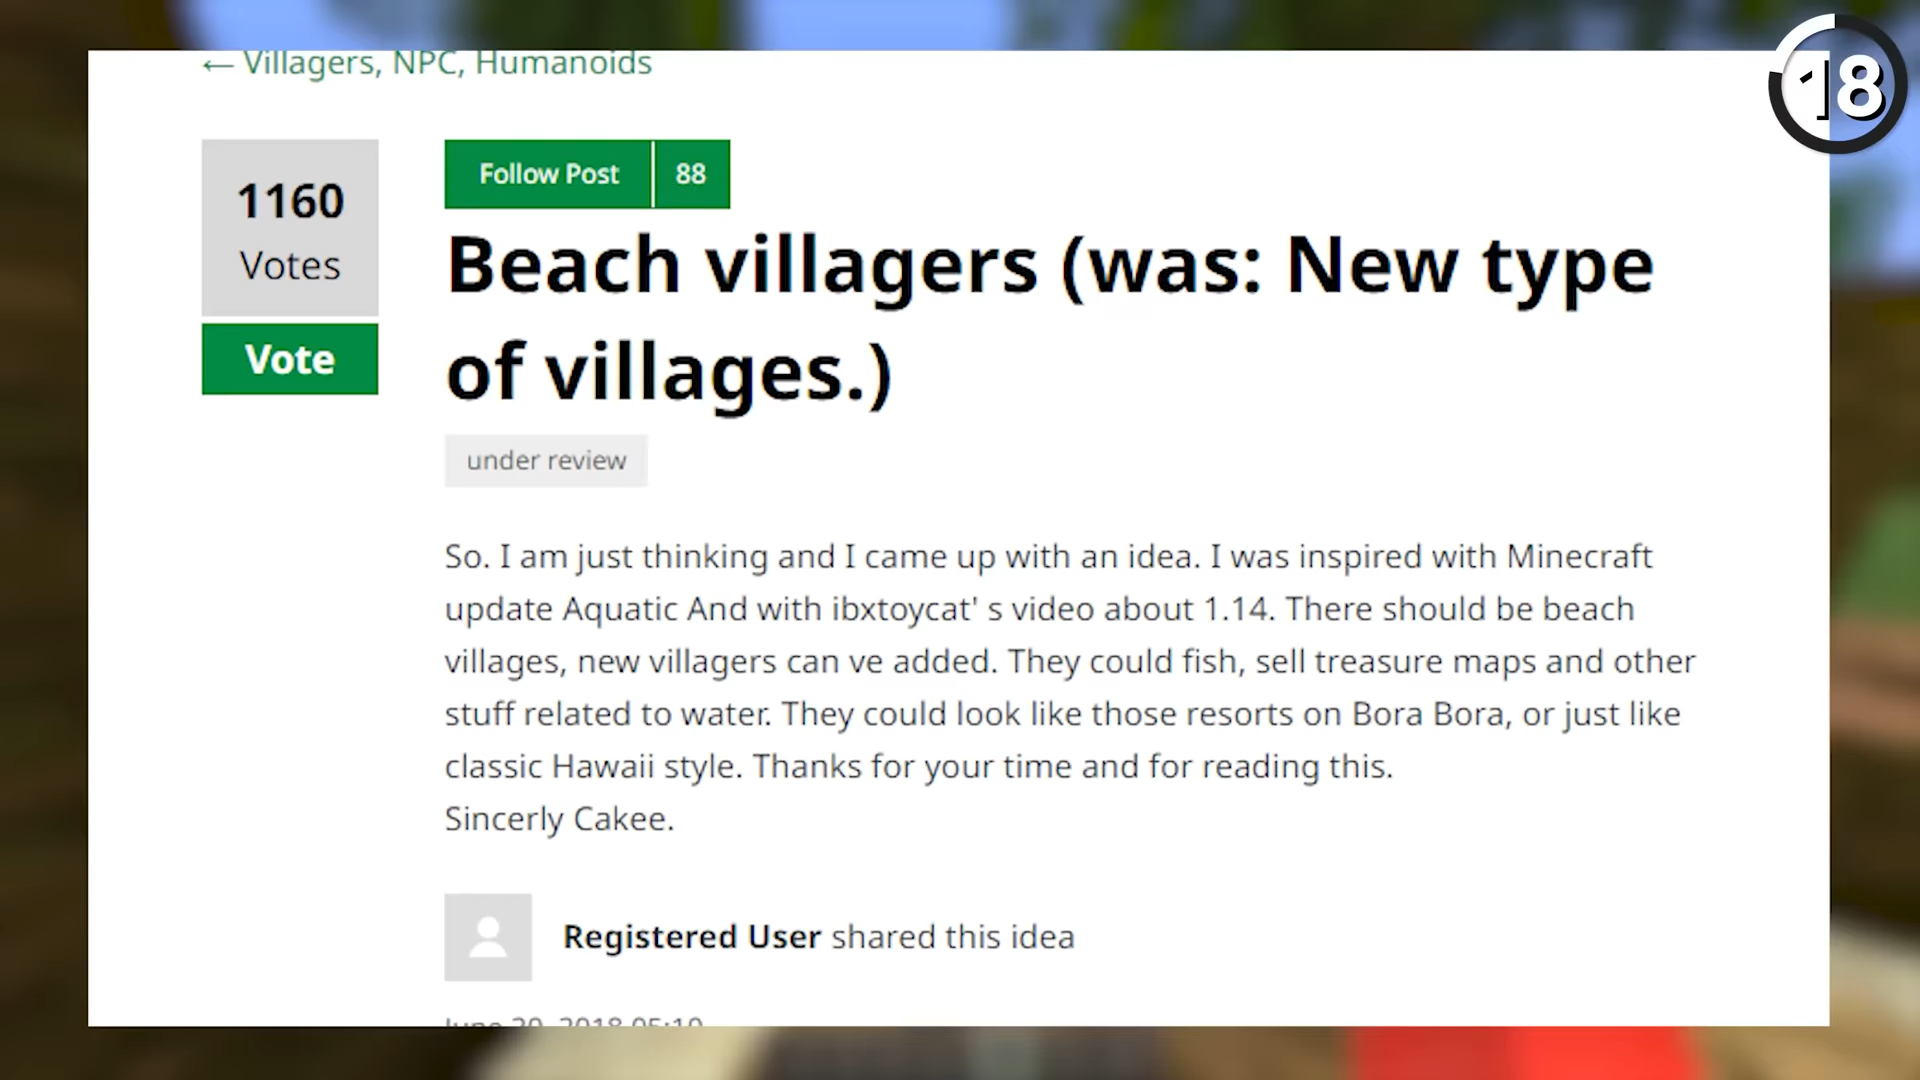 ← Villagers, NPC, Humanoids
18
1160
Votes
Vote
Follow Post 88
Beach villagers (was: New type
of villages.)
under review
So. I am just thinking and I came up with an idea. I was inspired with Minecraft
update Aquatic And with ibxtoycat' s video about 1.14. There should be beach
villages, new villagers can ve added. They could fish, sell treasure maps and other
stuff related to water. They could look like those resorts on Bora Bora, or just like
classic Hawaii style. Thanks for your time and for reading this.
Sincerly Cakee.
Registered User shared this idea